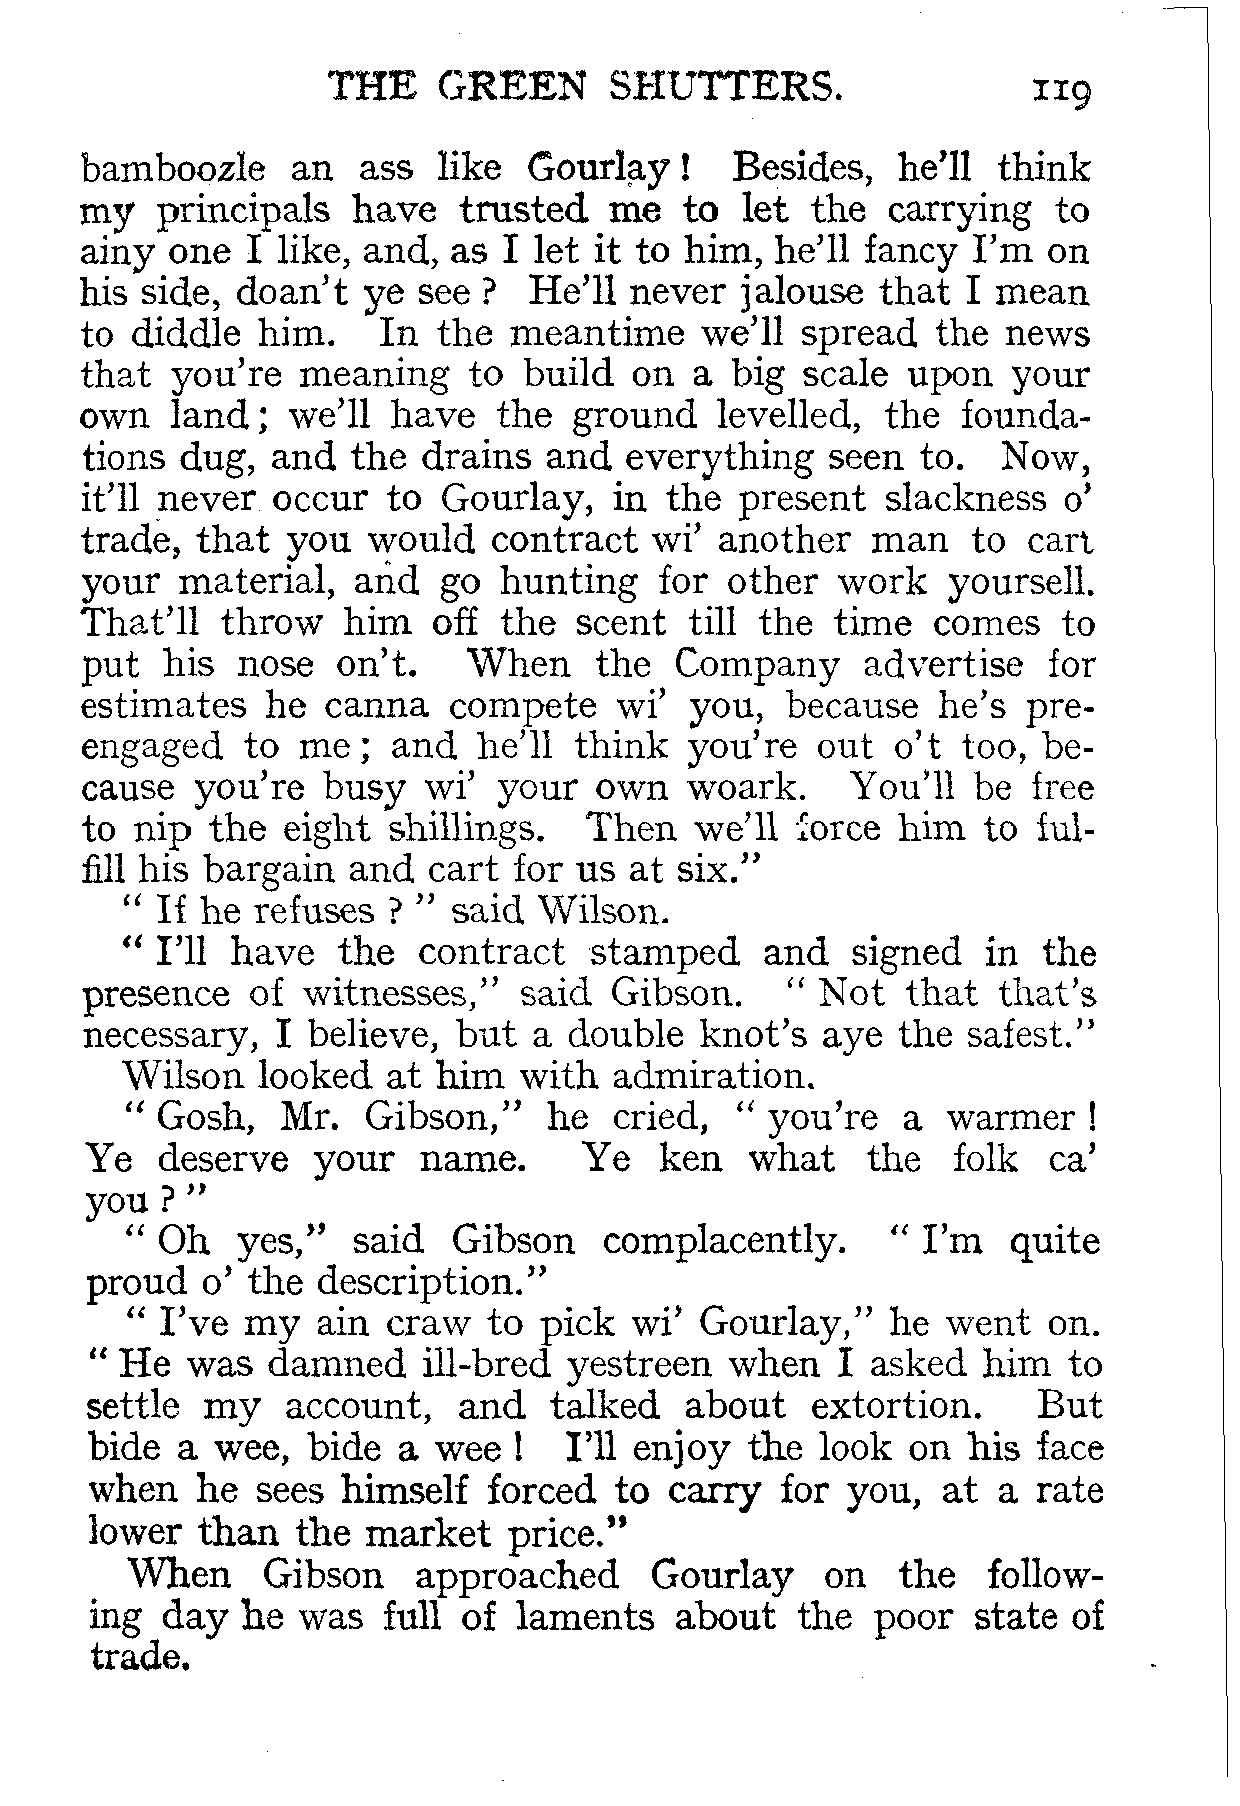 THE GREEN SHUTTERS. 119
bamboozle an ass like Gourlay! Besides, he'll think
my principals have trusted me to let the carrying to
ainy one I like, and, as I let it to him, he'll fancy I'm on
his side, doan't ye see? He'll never jalouse that I mean
to diddle him. In the meantime we'll spread the news
that you're meaning to build on a big scale upon your
own land; we'll have the ground levelled, the founda-
tions dug, and the drains and everything seen to. Now,
it'll never occur to Gourlay, in the present slackness o'
trade, that you would contract wi' another man to cart
your material, and go hunting for other work yoursell.
That'll throw him off the scent till the time comes to
put his nose on't. When the Company advertise for
estimates he canna compete wi' you, because he's pre-
engaged to me; and he'll think you're out o't too, be-
cause you're busy wi' your own woark. You'll be free
to nip the eight shillings. Then we'll force him to ful-
fill his bargain and cart for us at six."
"If he refuses?" said Wilson.
"I'll have the contract stamped and signed in the
presence of witnesses," said Gibson. "Not that that's
necessary, I believe, but a double knot's aye the safest."
Wilson looked at him with admiration.
"Gosh, Mr. Gibson," he cried, "you're a warmer!
Ye deserve your name. Ye ken what the folk ca'
you?"
"Oh yes," said Gibson complacently. "I'm quite
proud o' the description."
"I've my ain craw to pick wi' Gourlay," he went on.
"He was damned ill-bred yestreen when I asked him to
settle my account, and talked about extortion. But
bide a wee, bide a wee! I'll enjoy the look on his face
when he sees himself forced to carry for you, at a rate
lower than the market price."
When Gibson approached Gourlay on the follow-
ing day he was full of laments about the poor state of
trade.